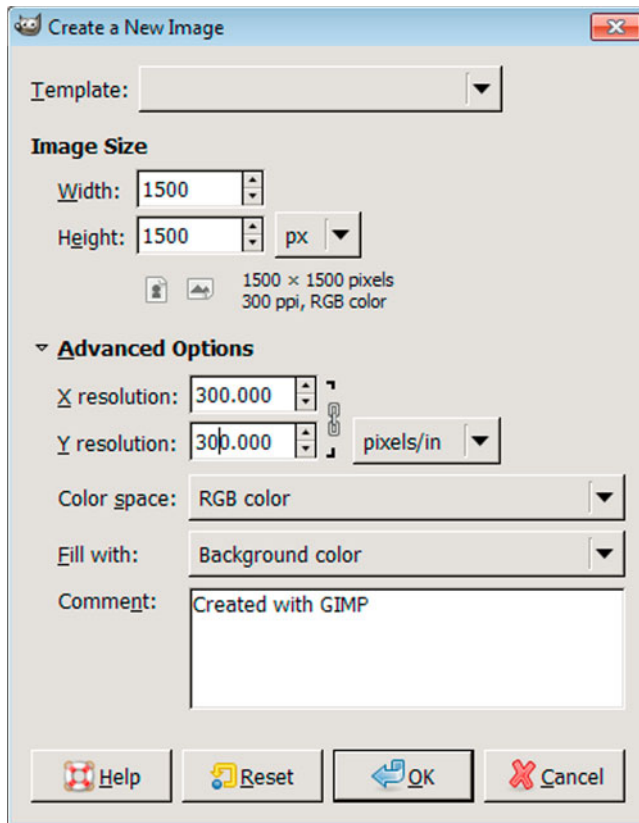 Create a New Image
Template:
Image Size
Width: 1500
Height: 1500 px
1500 × 1500 pixels
300 ppi, RGB color
Advanced Options
X resolution: 300.000
Y resolution: 300.000 pixels/in
Color space: RGB color
Fill with: Background color
Comment: Created with GIMP
Help Reset OK Cancel